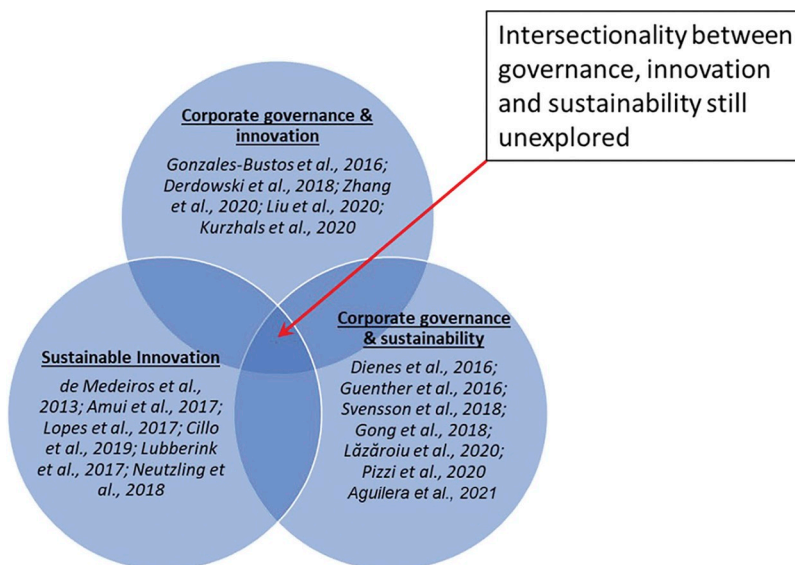 Intersectionality between
governance, innovation
and sustainability still
unexplored
Corporate governance &
innovation
Gonzales-Bustos et al., 2016;
Derdowski et al., 2018; Zhang
et al., 2020; Liu et al., 2020;
Kurzhals et al., 2020
Sustainable Innovation
de Medeiros et al.,
2013; Amui et al., 2017;
Lopes et al., 2017; Cillo
et al., 2019; Lubberink
et al., 2017; Neutzling et
al., 2018
Corporate governance
& sustainability
Dienes et al., 2016;
Guenther et al., 2016;
Svensson et al., 2018;
Gong et al., 2018;
Lăzăroiu et al., 2020;
Pizzi et al., 2020
Aguilera et al., 2021